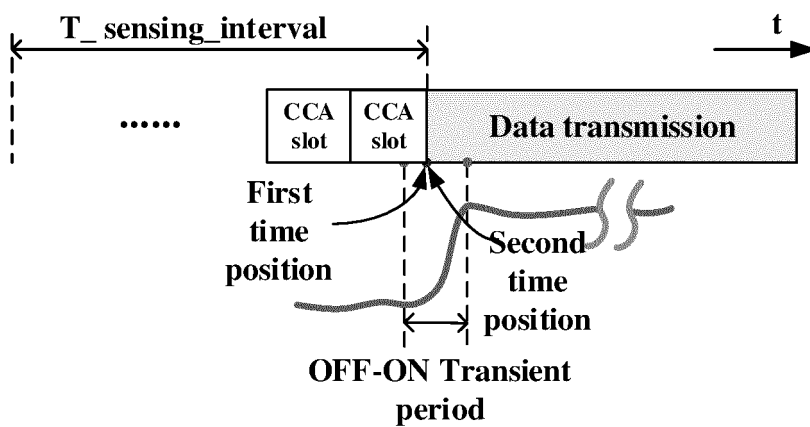 T_ sensing_interval
t
......
CCA
slot
CCA
slot
Data transmission
First
time
position
Second
time
position
OFF-ON Transient
period